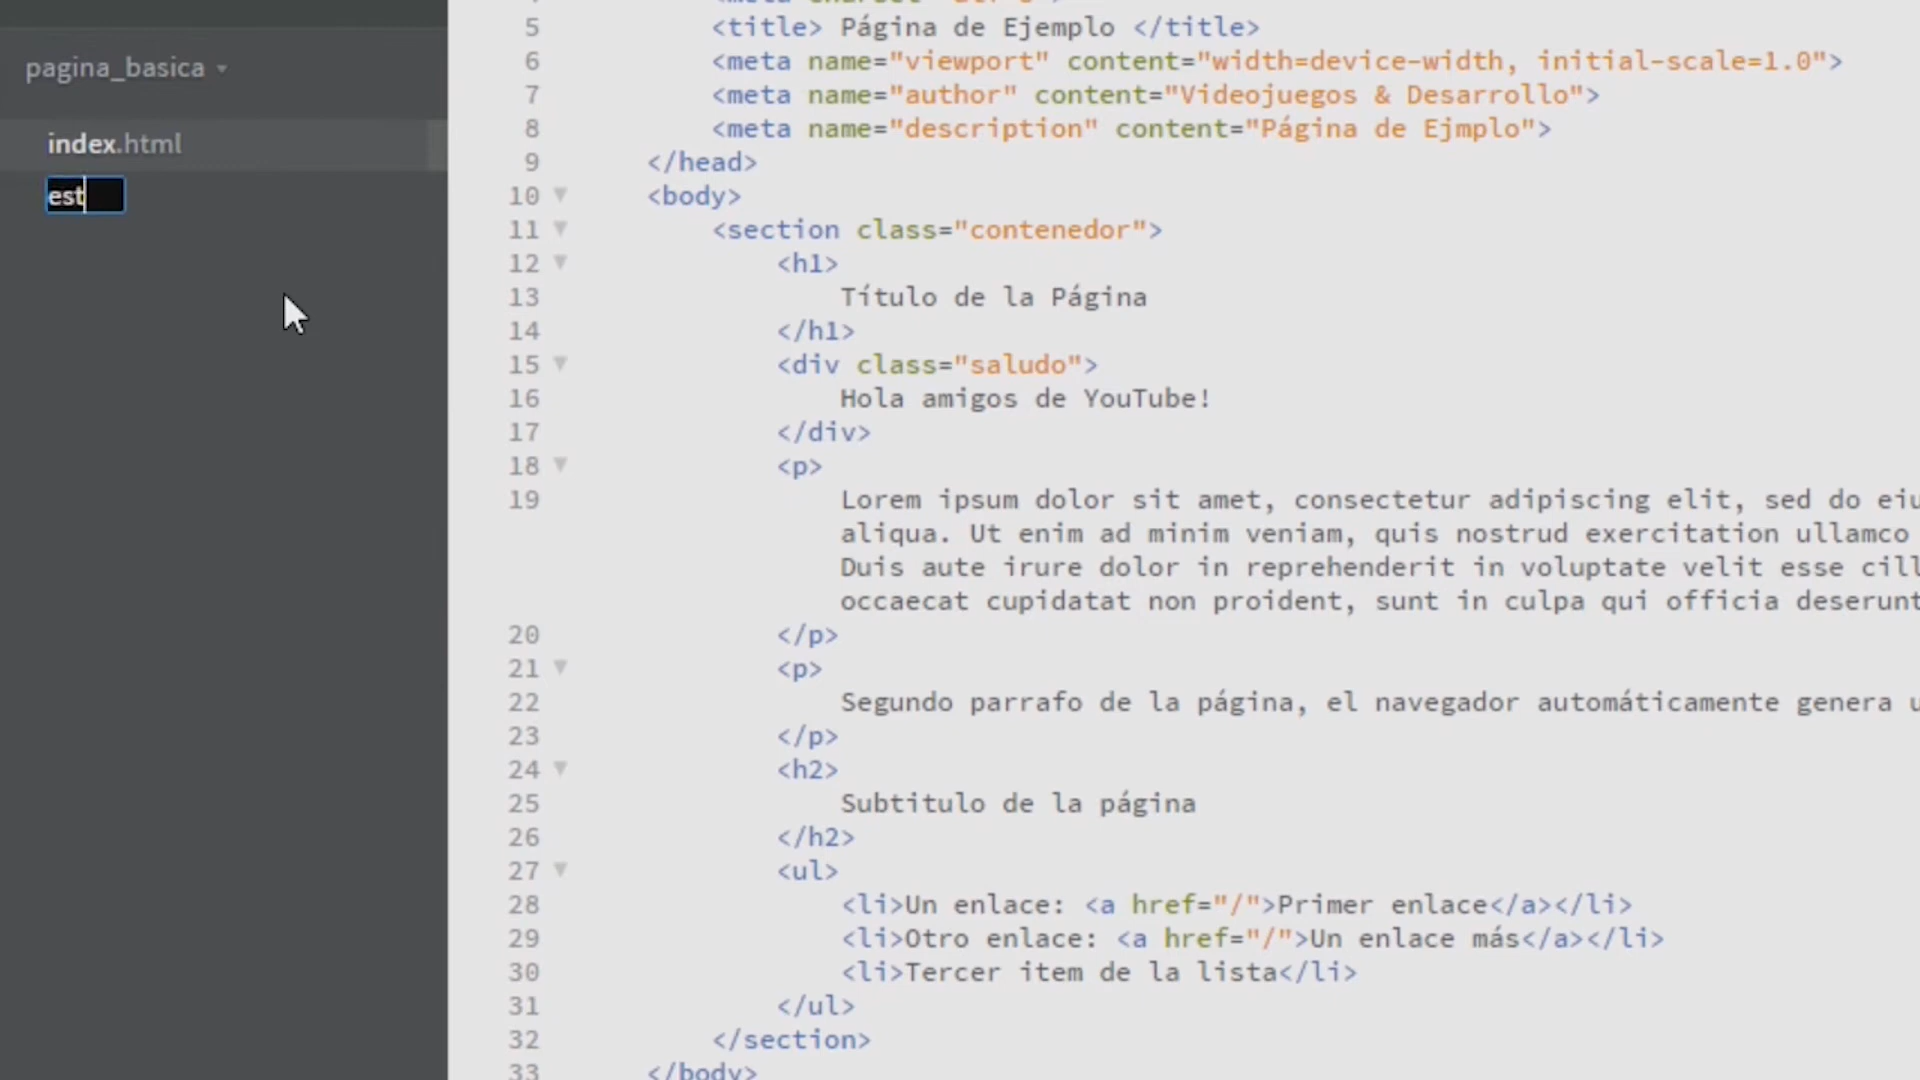 pagina_basica
index.html
est
5 <title> Página de Ejemplo </title>
6 <meta name="viewport" content="width=device-width, initial-scale=1.0">
7 <meta name="author" content="Videojuegos & Desarrollo">
8 <meta name="description" content="Página de Ejmplo">
9 </head>
10 <body>
11 <section class="contenedor">
12 <h1>
13 Título de la Página
14 </h1>
15 <div class="saludo">
16 Hola amigos de YouTube!
17 </div>
18 <p>
19 Lorem ipsum dolor sit amet, consectetur adipiscing elit, sed do eiu
aliqua. Ut enim ad minim veniam, quis nostrud exercitation ullamco
Duis aute irure dolor in reprehenderit in voluptate velit esse cill
occaecat cupidatat non proident, sunt in culpa qui officia deserunt
20 </p>
21 <p>
22 Segundo parrafo de la página, el navegador automáticamente genera u
23 </p>
24 <h2>
25 Subtitulo de la página
26 </h2>
27 <ul>
28 <li>Un enlace: <a href="/">Primer enlace</a></li>
29 <li>Otro enlace: <a href="/">Un enlace más</a></li>
30 <li>Tercer item de la lista</li>
31 </ul>
32 </section>
33 </body>